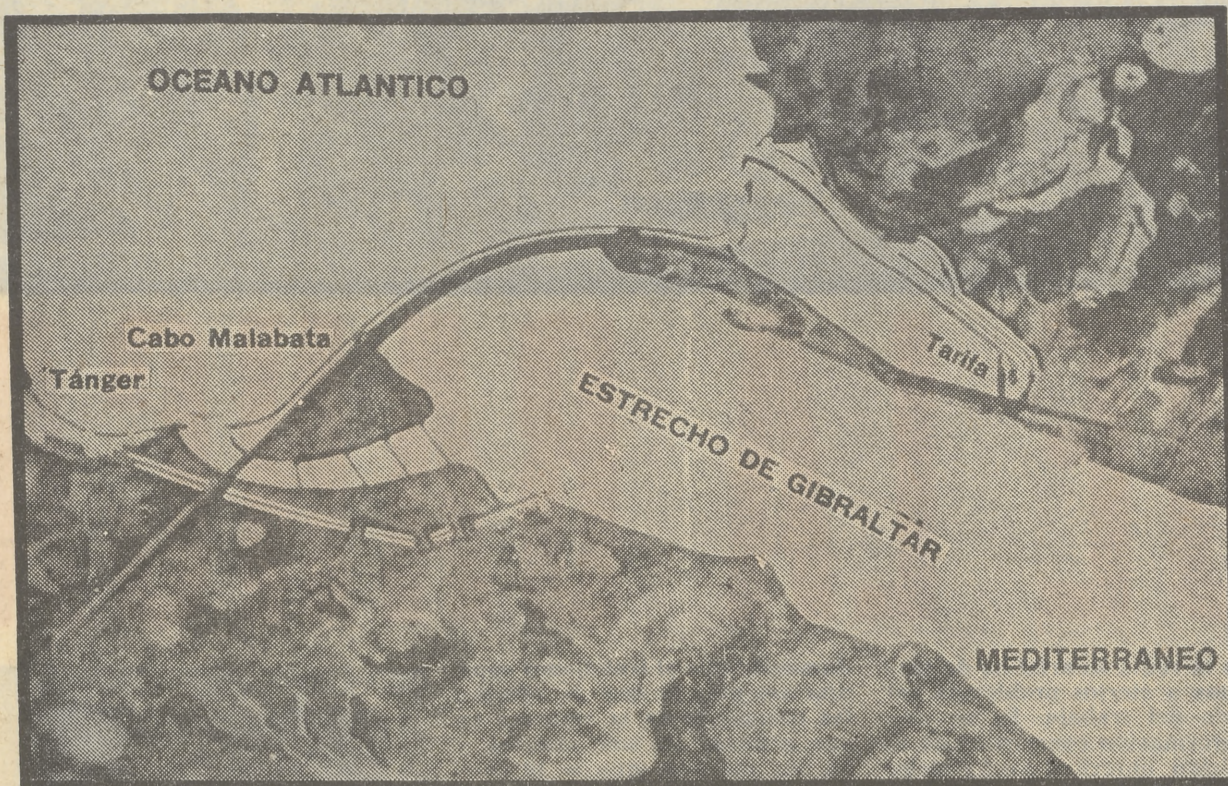 OCEANO ATLANTICO
Cabo Malabata
Tánger
Tarifa
ESTRECHO DE GIBRALTAR
MEDITERRANEO